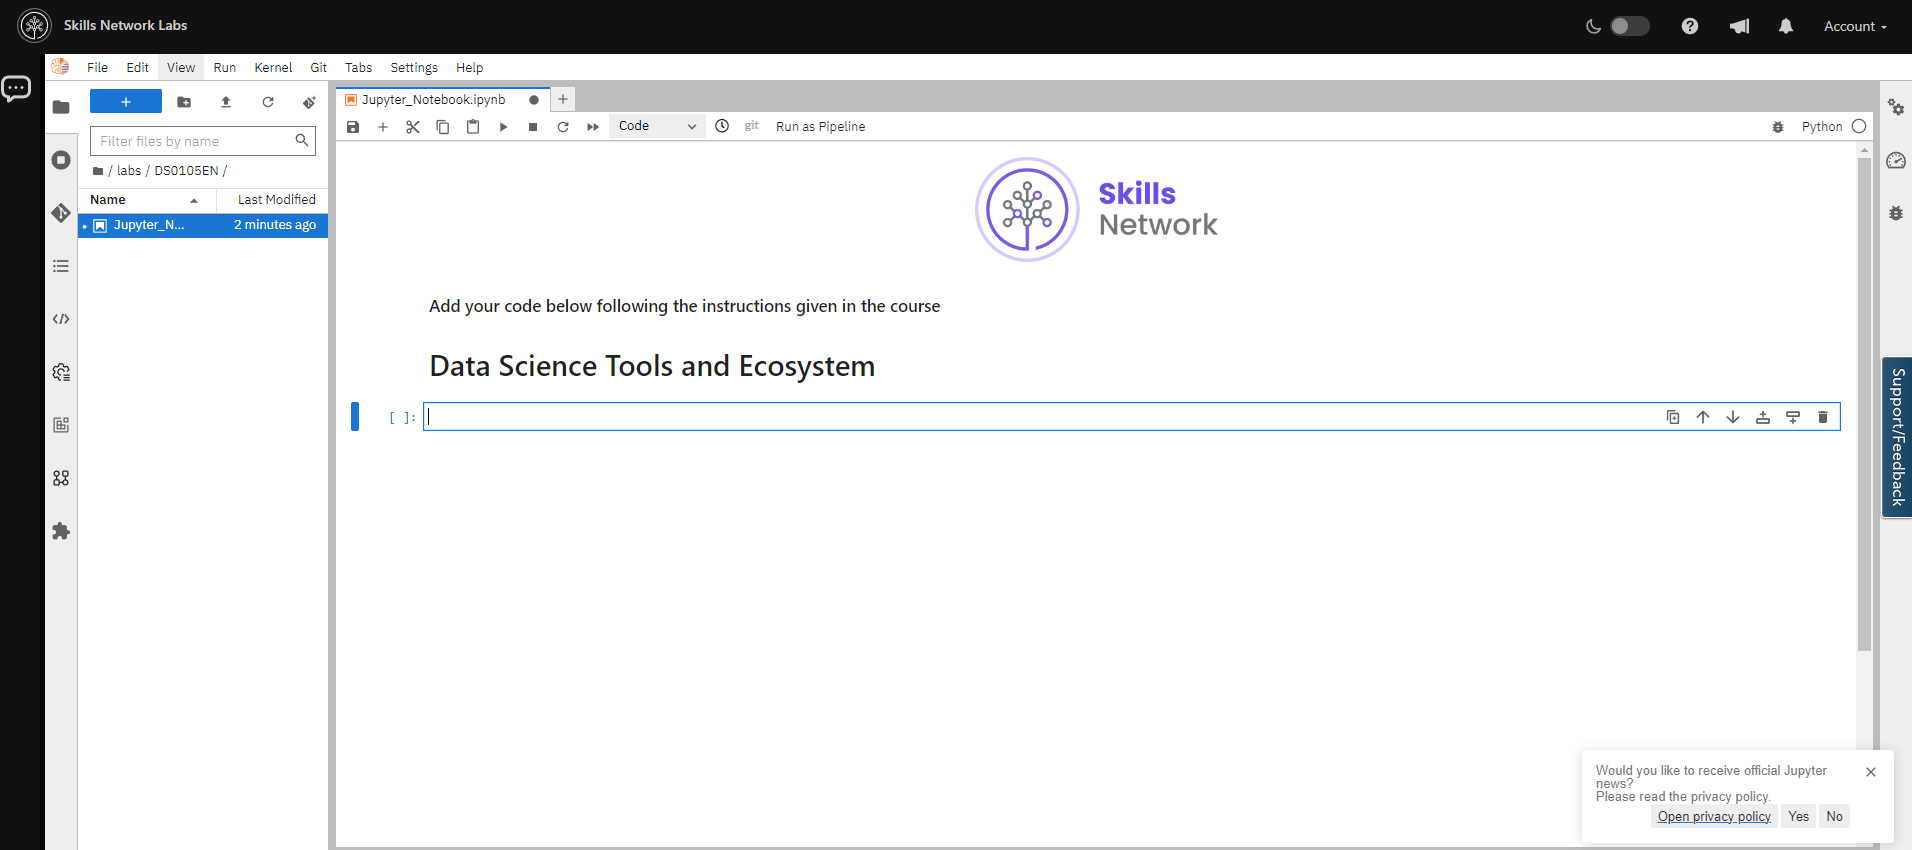 Skills Network Labs
Account
File Edit View Run Kernel Git Tabs Settings Help
+
Filter files by name
/ labs / DS0105EN /
Name Last Modified
Jupyter_N... 2 minutes ago
Jupyter_Notebook.ipynb
Code git Run as Pipeline Python
Skills
Network
Add your code below following the instructions given in the course
Data Science Tools and Ecosystem
[ ]:
Support/Feedback
Would you like to receive official Jupyter
news?
Please read the privacy policy.
Open privacy policy Yes No